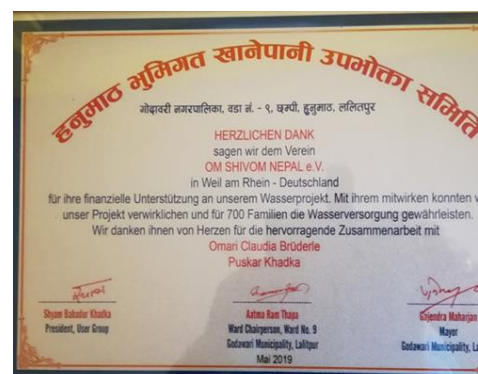 हनुमाठ भुमिगत खानेपानी उपभोक्ता समिति
गोदावरी नगरपालिका, वडा नं. - ९, छम्पी, हनुमाठ, ललितपुर
HERZLICHEN DANK
sagen wir dem Verein
OM SHIVOM NEPAL e.V.
in Weil am Rhein - Deutschland
für ihre finanzielle Unterstützung an unserem Wasserprojekt. Mit ihrem mitwirken konnten
unser Projekt verwirklichen und für 700 Familien die Wasserversorgung gewährleisten.
Wir danken ihnen von Herzen für die hervorragende Zusammenarbeit mit
Omari Claudia Brüderle
Puskar Khadka
Shyam Bahadur Khadka
President, User Group
Aatma Ram Thapa
Ward Chairperson, Ward No. 9
Godawari Municipality, Lalitpur
Mai 2019
Gajendra Maharjan
Mayor
Godawari Municipality,